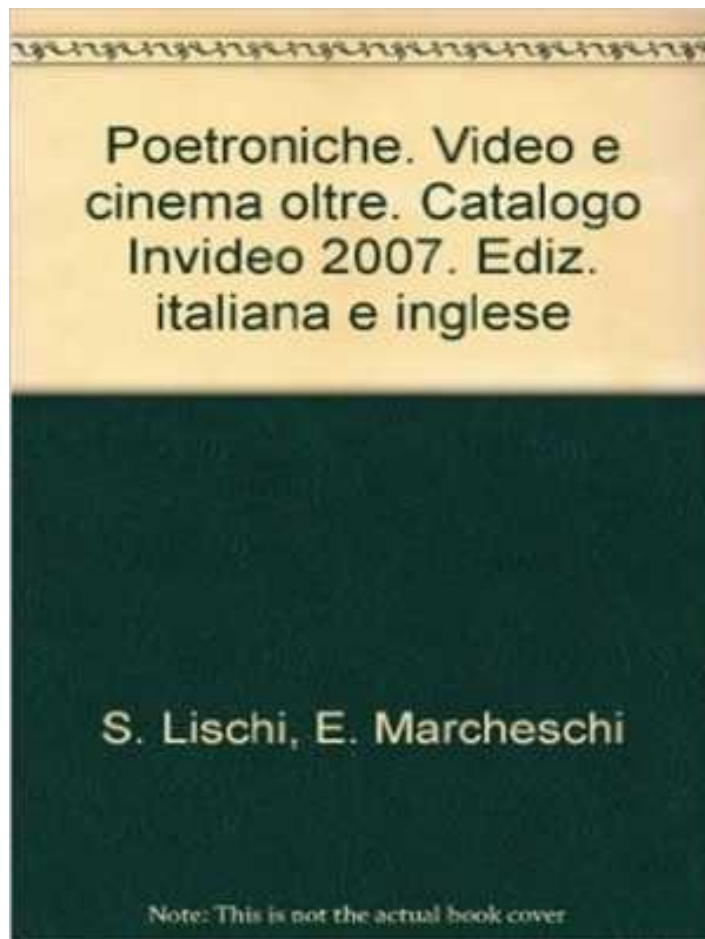 Poetroniche. Video e
cinema oltre. Catalogo
Invideo 2007. Ediz.
italiana e inglese
S. Lischi, E. Marcheschi
Note: This is not the actual book cover